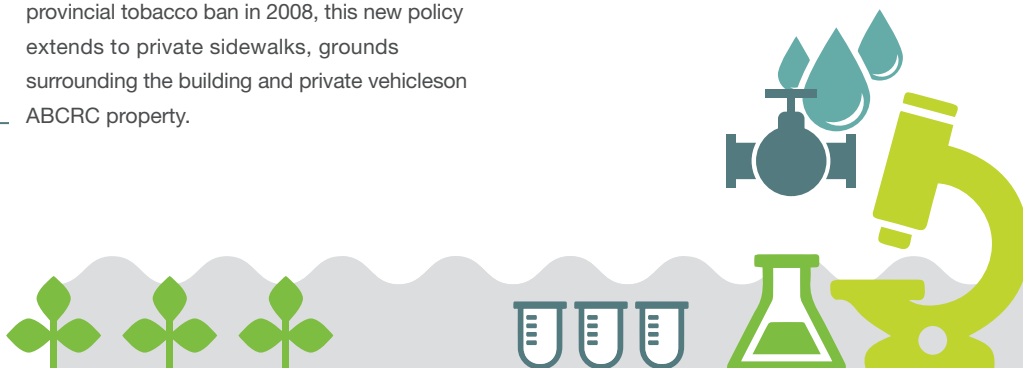 provincial tobacco ban in 2008, this new policy
extends to private sidewalks, grounds
surrounding the building and private vehicleson
ABCRC property.